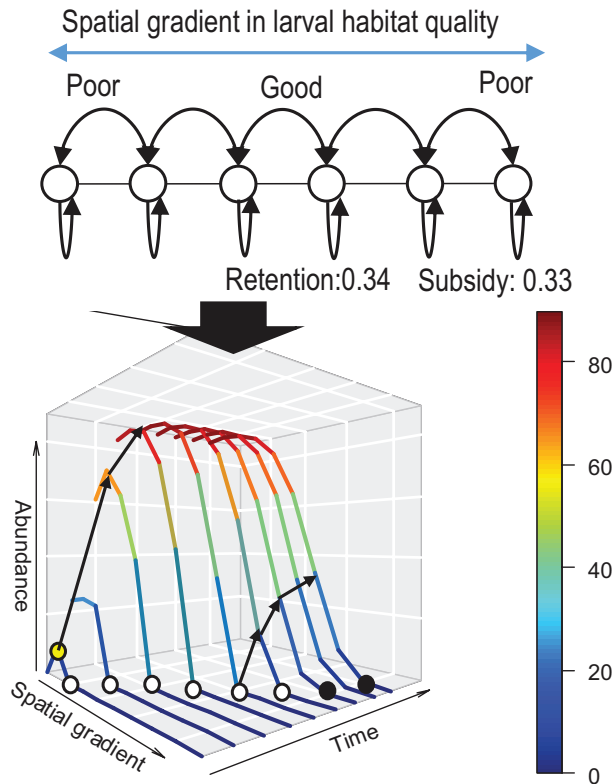 Spatial gradient in larval habitat quality
Poor Good Poor
Retention:0.34 Subsidy: 0.33
Abundance
Spatial gradient
Time
80
60
40
20
0